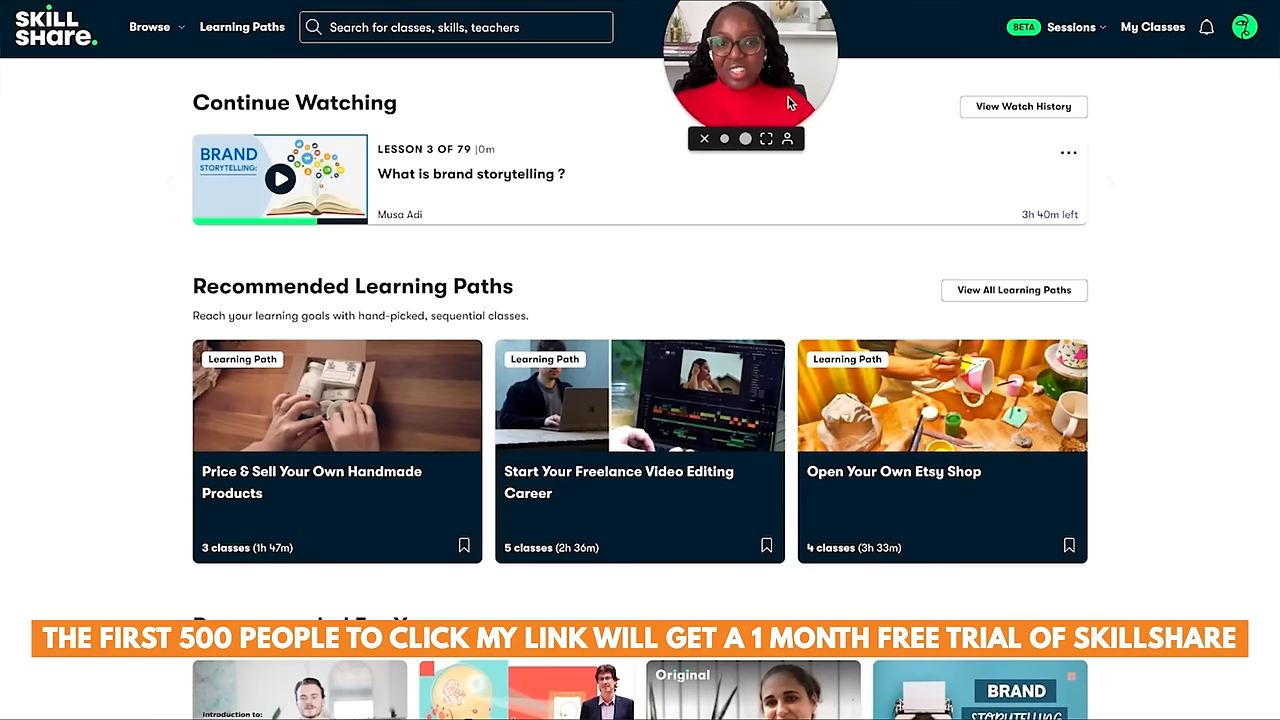 SKILL
SHare.
Browse
Learning Paths
Search for classes, skills, teachers
BETA
Sessions
My Classes
Continue Watching
View Watch History
BRAND
STORYTELLING:
LESSON 3 OF 79 |0m
What is brand storytelling ?
Musa Adi
3h 40m left
Recommended Learning Paths
View All Learning Paths
Reach your learning goals with hand-picked, sequential classes.
Learning Path
Price & Sell Your Own Handmade
Products
3 classes (1h 47m)
Learning Path
Start Your Freelance Video Editing
Career
5 classes (2h 36m)
Learning Path
Open Your Own Etsy Shop
4 classes (3h 33m)
THE FIRST 500 PEOPLE TO CLICK MY LINK WILL GET A 1 MONTH FREE TRIAL OF SKILLSHARE
Introduction to:
Original
BRAND
STORYTELLING